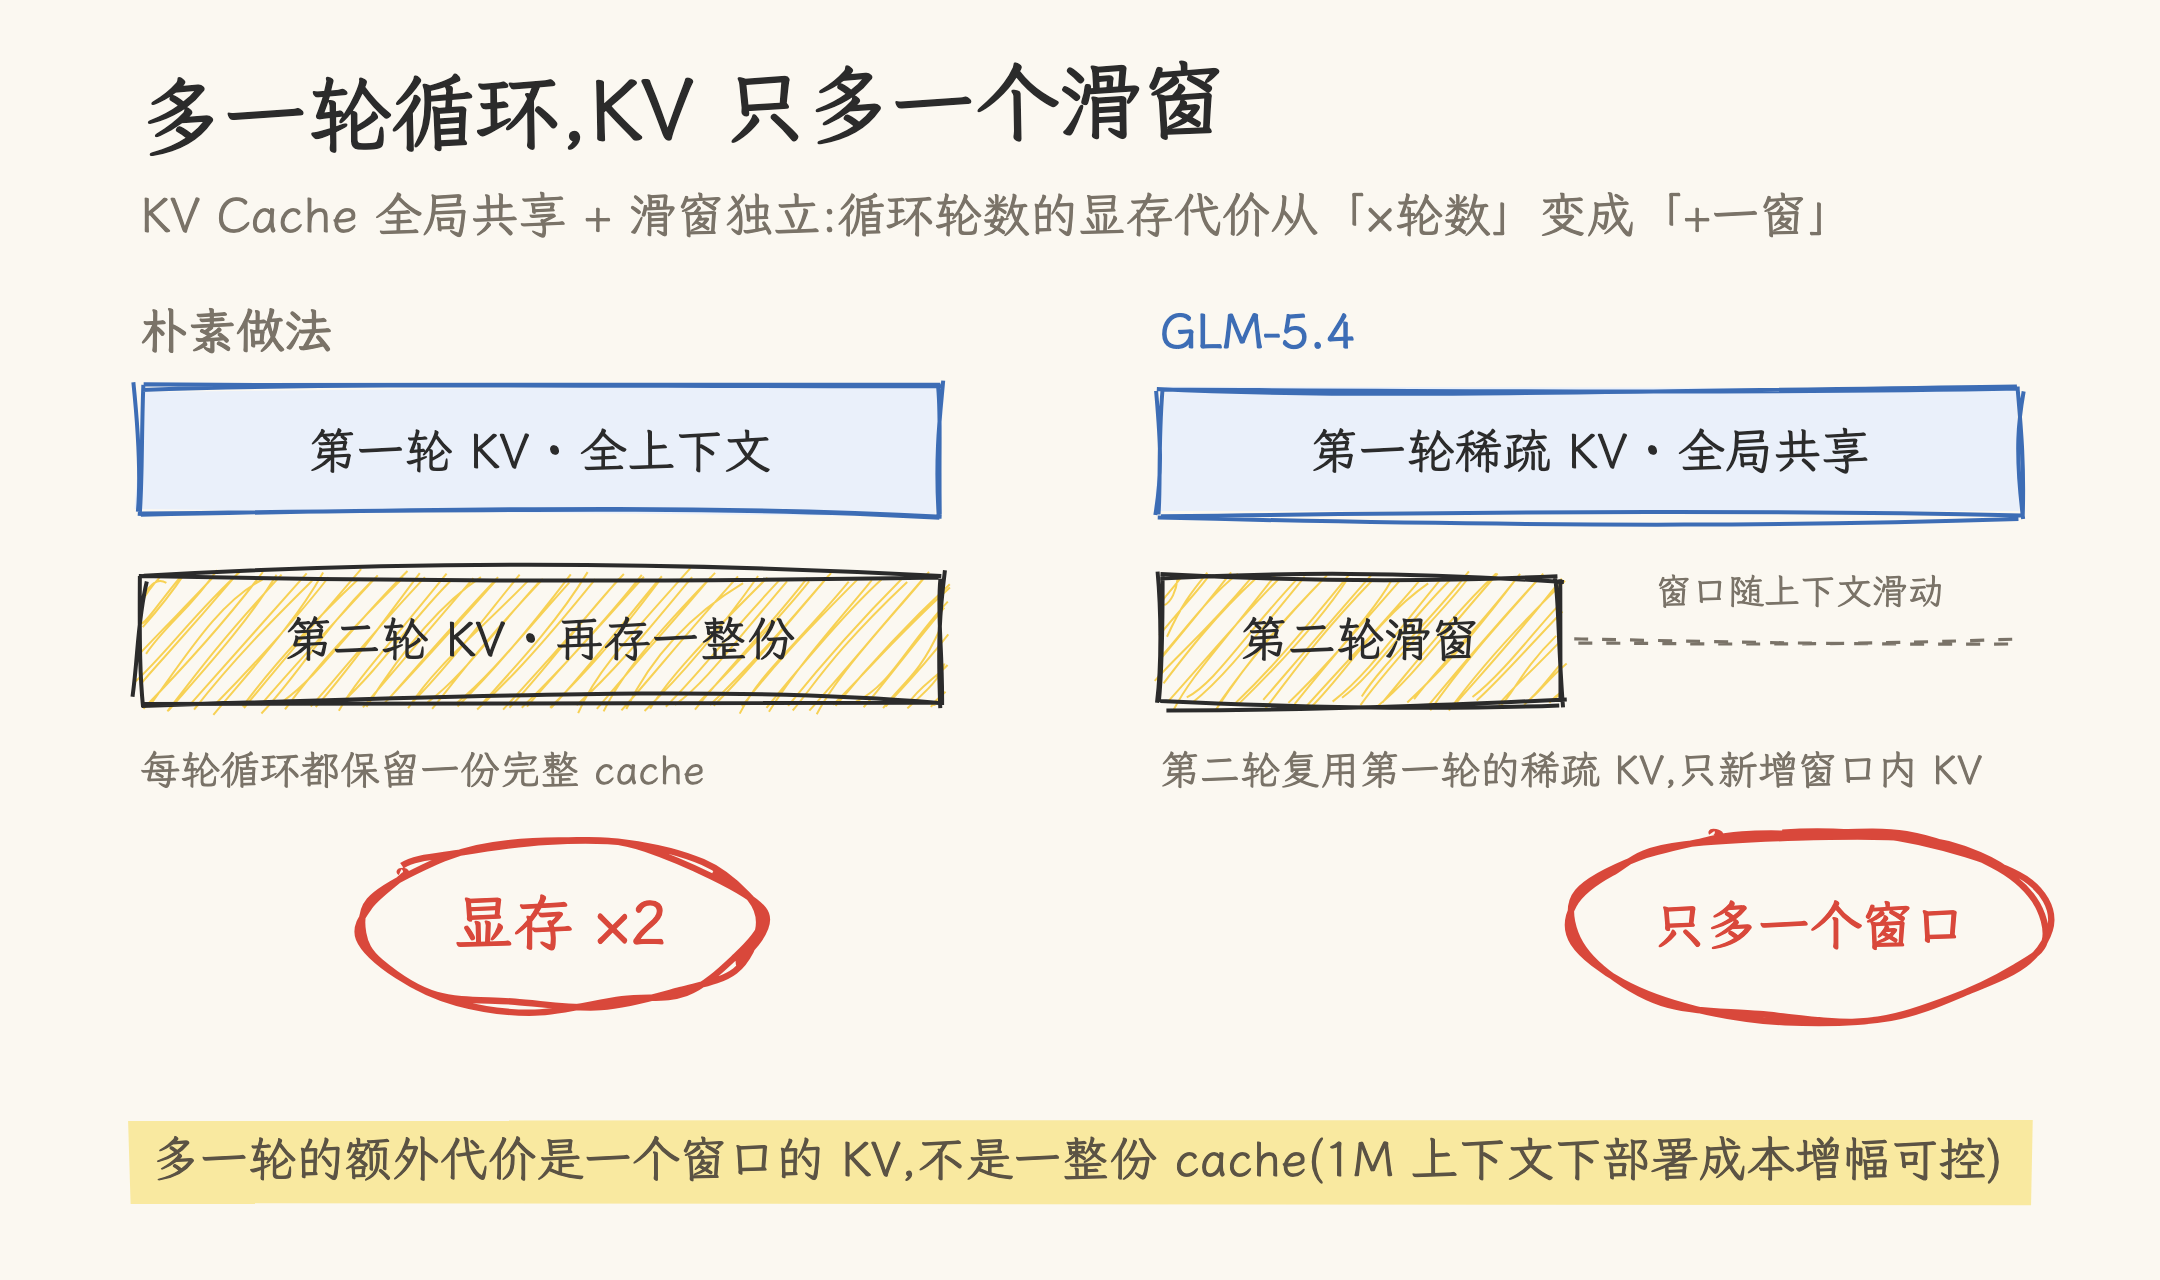 多一轮循环,KV 只多一个滑窗
KV Cache 全局共享 + 滑窗独立:循环轮数的显存代价从「×轮数」变成「+一窗」
朴素做法
第一轮 KV·全上下文
第二轮 KV·再存一整份
每轮循环都保留一份完整 cache
显存 ×2
GLM-5.4
第一轮稀疏 KV·全局共享
第二轮滑窗
窗口随上下文滑动
第二轮复用第一轮的稀疏 KV,只新增窗口内 KV
只多一个窗口
多一轮的额外代价是一个窗口的 KV,不是一整份 cache(1M 上下文下部署成本增幅可控)